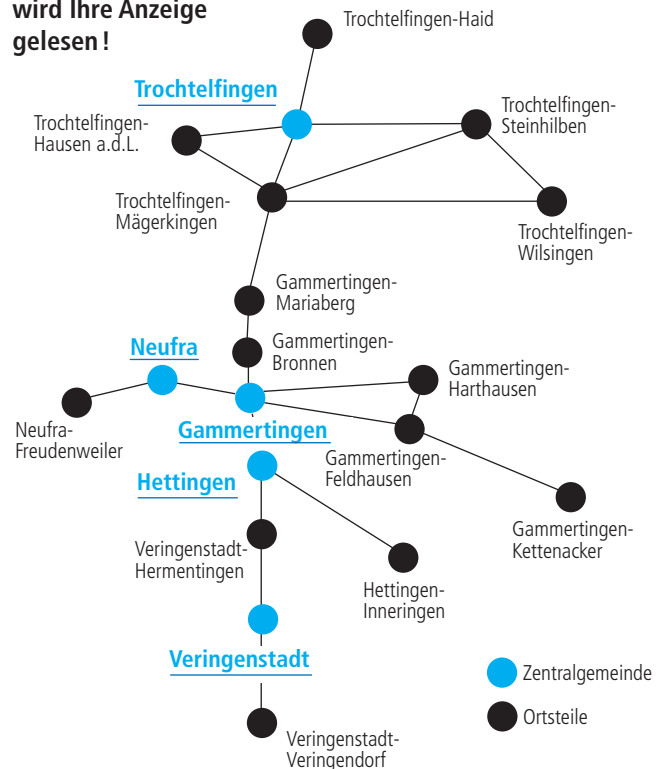 wird Ihre Anzeige
gelesen !
Trochtelfingen-Haid
Trochtelfingen
Trochtelfingen-
Steinhilben
Trochtelfingen-
Hausen a.d.L.
Trochtelfingen-
Mägerkingen
Trochtelfingen-
Wilsingen
Gammertingen-
Mariaberg
Gammertingen-
Bronnen
Neufra
Gammertingen-
Harthausen
Neufra-
Freudenweiler
Gammertingen
Gammertingen-
Feldhausen
Hettingen
Gammertingen-
Kettenacker
Veringenstadt-
Hermentingen
Hettingen-
Inneringen
Veringenstadt
Zentralgemeinde
Ortsteile
Veringenstadt-
Veringendorf